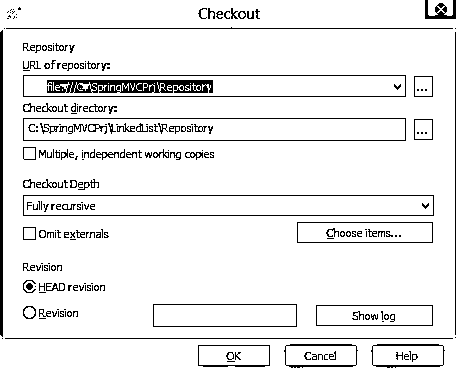 Checkout
Repository
URL of repository:
file:///C:\SpringMVCPrj\Repository
...
Checkout directory:
C:\SpringMVCPrj\LinkedList\Repository
...
Multiple, independent working copies
Checkout Depth
Fully recursive
Omit externals
Choose items...
Revision
HEAD revision
Revision
Show log
OK
Cancel
Help